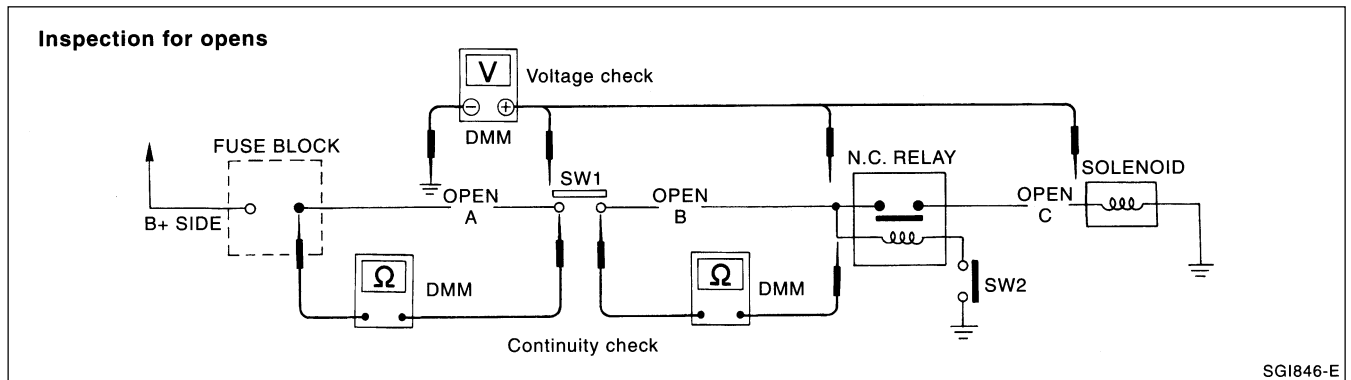 Inspection for opens
V
Voltage check
− +
DMM
FUSE BLOCK
N.C. RELAY
SOLENOID
SW1
OPEN
A
OPEN
B
OPEN
C
B+ SIDE
Ω
DMM
Ω
DMM
SW2
Continuity check
SGI846-E